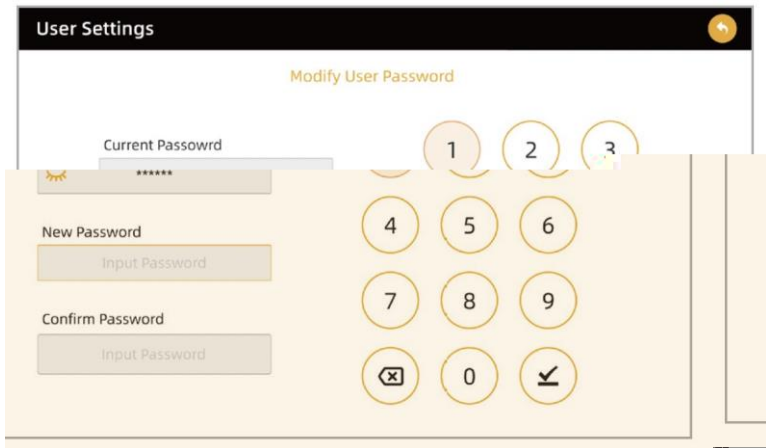 User Settings
Modify User Password
Current Passowrd
1 2 3
******
New Password
4 5 6
Input Password
7 8 9
Confirm Password
Input Password
0